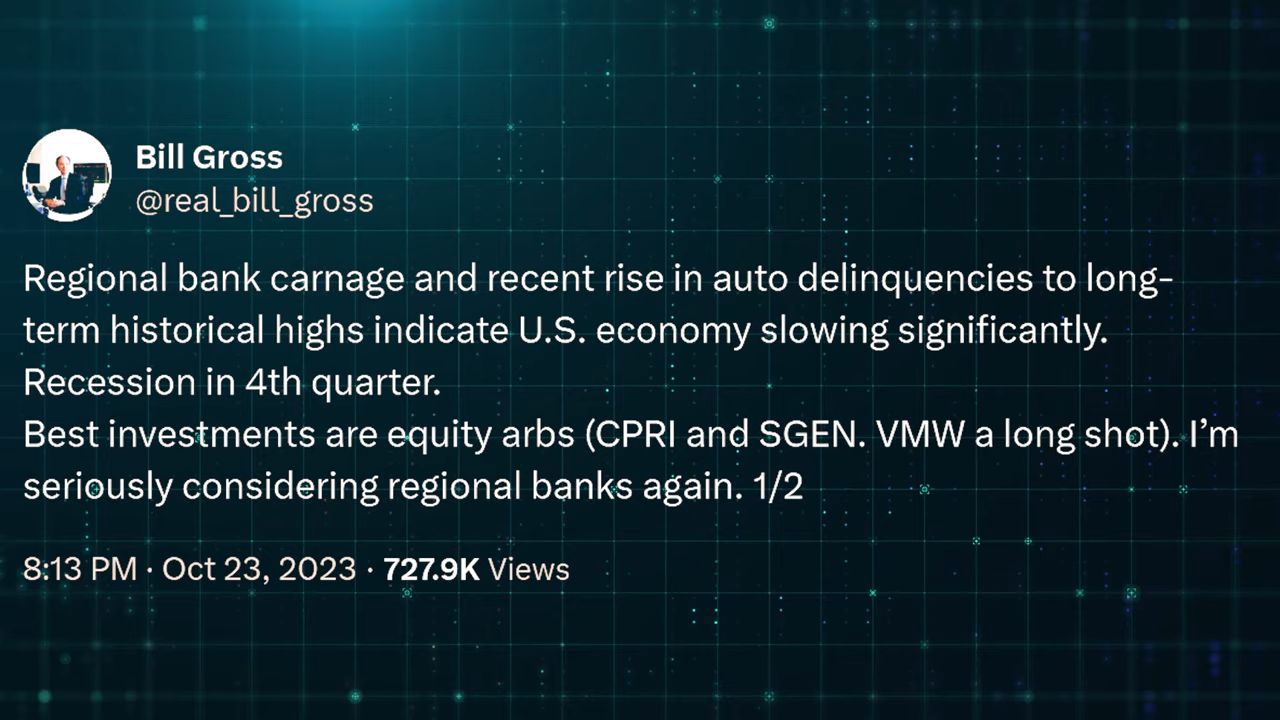 Bill Gross
@real_bill_gross
Regional bank carnage and recent rise in auto delinquencies to long-
term historical highs indicate U.S. economy slowing significantly.
Recession in 4th quarter.
Best investments are equity arbs (CPRI and SGEN. VMW a long shot). I’m
seriously considering regional banks again. 1/2
8:13 PM · Oct 23, 2023 · 727.9K Views